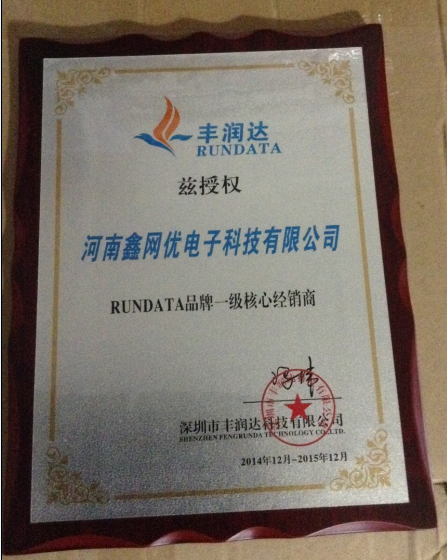 丰润达
RUNDATA
兹授权
河南鑫网优电子科技有限公司
RUNDATA品牌一级核心经销商
深圳市丰润达科技有限公司
SHENZHEN FENGRUNDA TECHNOLOGY CO.,LTD.
2014年12月~2015年12月